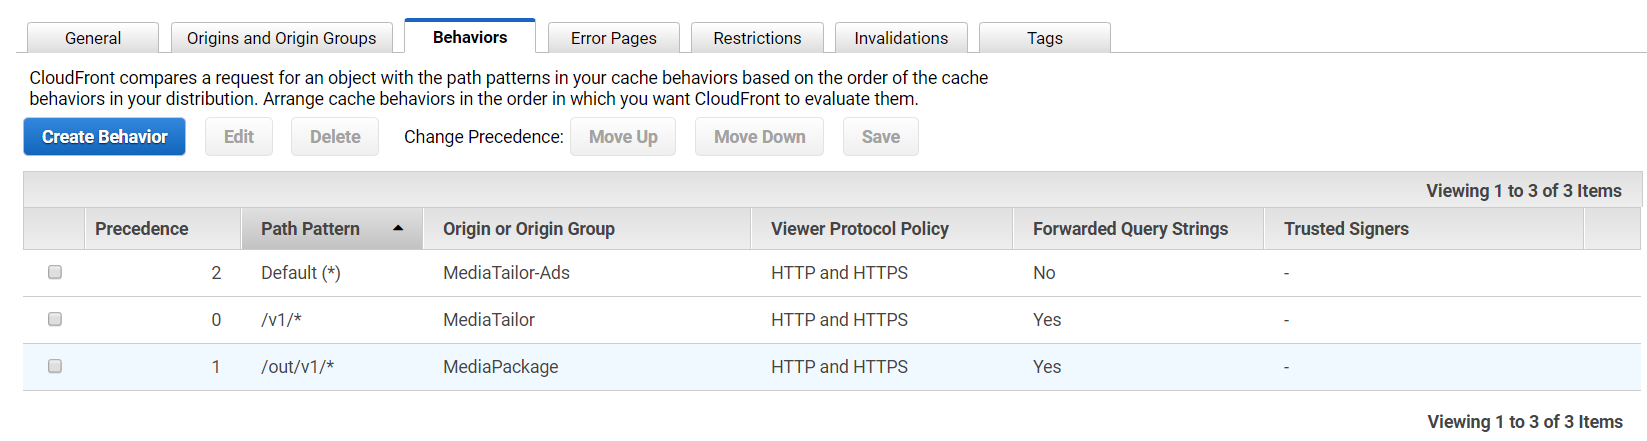 General Origins and Origin Groups Behaviors Error Pages Restrictions Invalidations Tags
CloudFront compares a request for an object with the path patterns in your cache behaviors based on the order of the cache
behaviors in your distribution. Arrange cache behaviors in the order in which you want CloudFront to evaluate them.
Create Behavior Edit Delete Change Precedence: Move Up Move Down Save
Viewing 1 to 3 of 3 Items
Precedence Path Pattern Origin or Origin Group Viewer Protocol Policy Forwarded Query Strings Trusted Signers
2 Default (*) MediaTailor-Ads HTTP and HTTPS No -
0 /v1/* MediaTailor HTTP and HTTPS Yes -
1 /out/v1/* MediaPackage HTTP and HTTPS Yes -
Viewing 1 to 3 of 3 Items